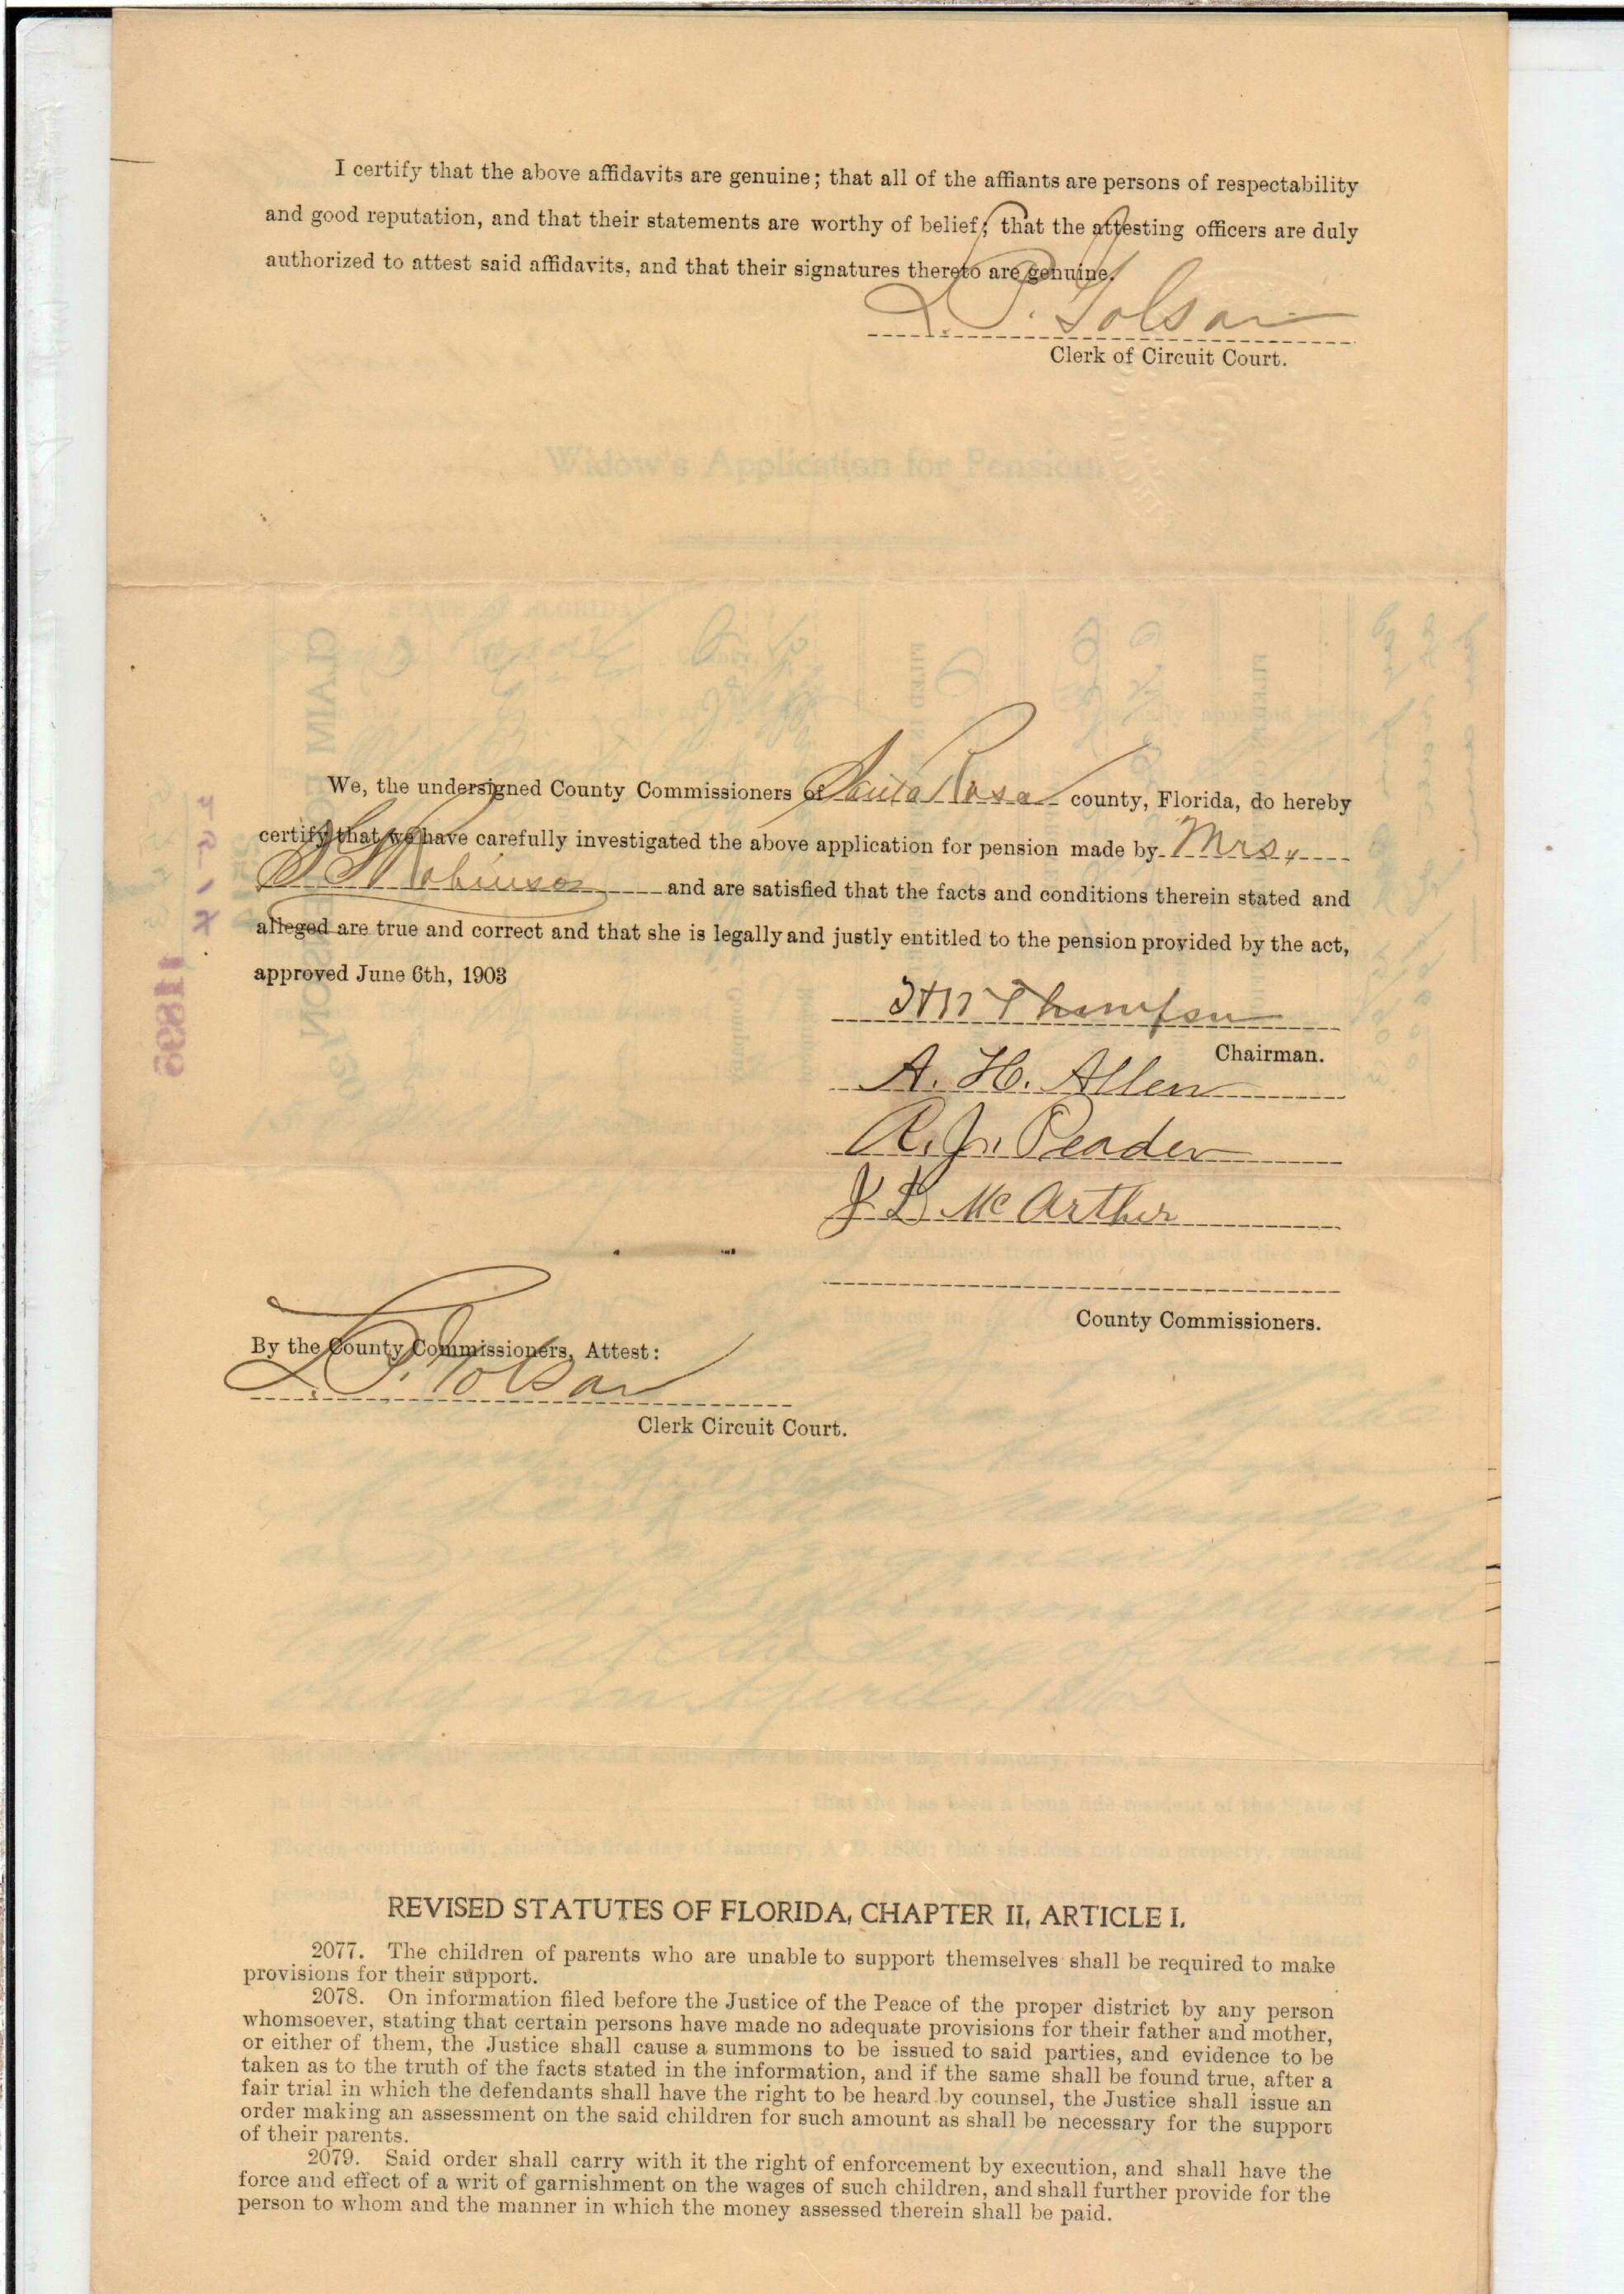 I certify that the above affidavits are genuine; that all of the affiants are persons of respectability
and good reputation, and that their statements are worthy of belief; that the attesting officers are duly
authorized to attest said affidavits, and that their signatures thereto are genuine.
Tolsan
Clerk of Circuit Court.
Widow's Application for Pension
We, the undersigned County Commissioners of Santa Rosa county, Florida, do hereby
certify that we have carefully investigated the above application for pension made by Mrs.
Robinson and are satisfied that the facts and conditions therein stated and
alleged are true and correct and that she is legally and justly entitled to the pension provided by the act,
approved June 6th, 1903
Thompson
Chairman.
A. H. Allen
R. J. Peaden
J L McArthur
County Commissioners.
By the County Commissioners, Attest:
Tolsan
Clerk Circuit Court.
REVISED STATUTES OF FLORIDA, CHAPTER II, ARTICLE I.
2077. The children of parents who are unable to support themselves shall be required to make
provisions for their support.
2078. On information filed before the Justice of the Peace of the proper district by any person
whomsoever, stating that certain persons have made no adequate provisions for their father and mother,
or either of them, the Justice shall cause a summons to be issued to said parties, and evidence to be
taken as to the truth of the facts stated in the information, and if the same shall be found true, after a
fair trial in which the defendants shall have the right to be heard by counsel, the Justice shall issue an
order making an assessment on the said children for such amount as shall be necessary for the support
of their parents.
2079. Said order shall carry with it the right of enforcement by execution, and shall have the
force and effect of a writ of garnishment on the wages of such children, and shall further provide for the
person to whom and the manner in which the money assessed therein shall be paid.